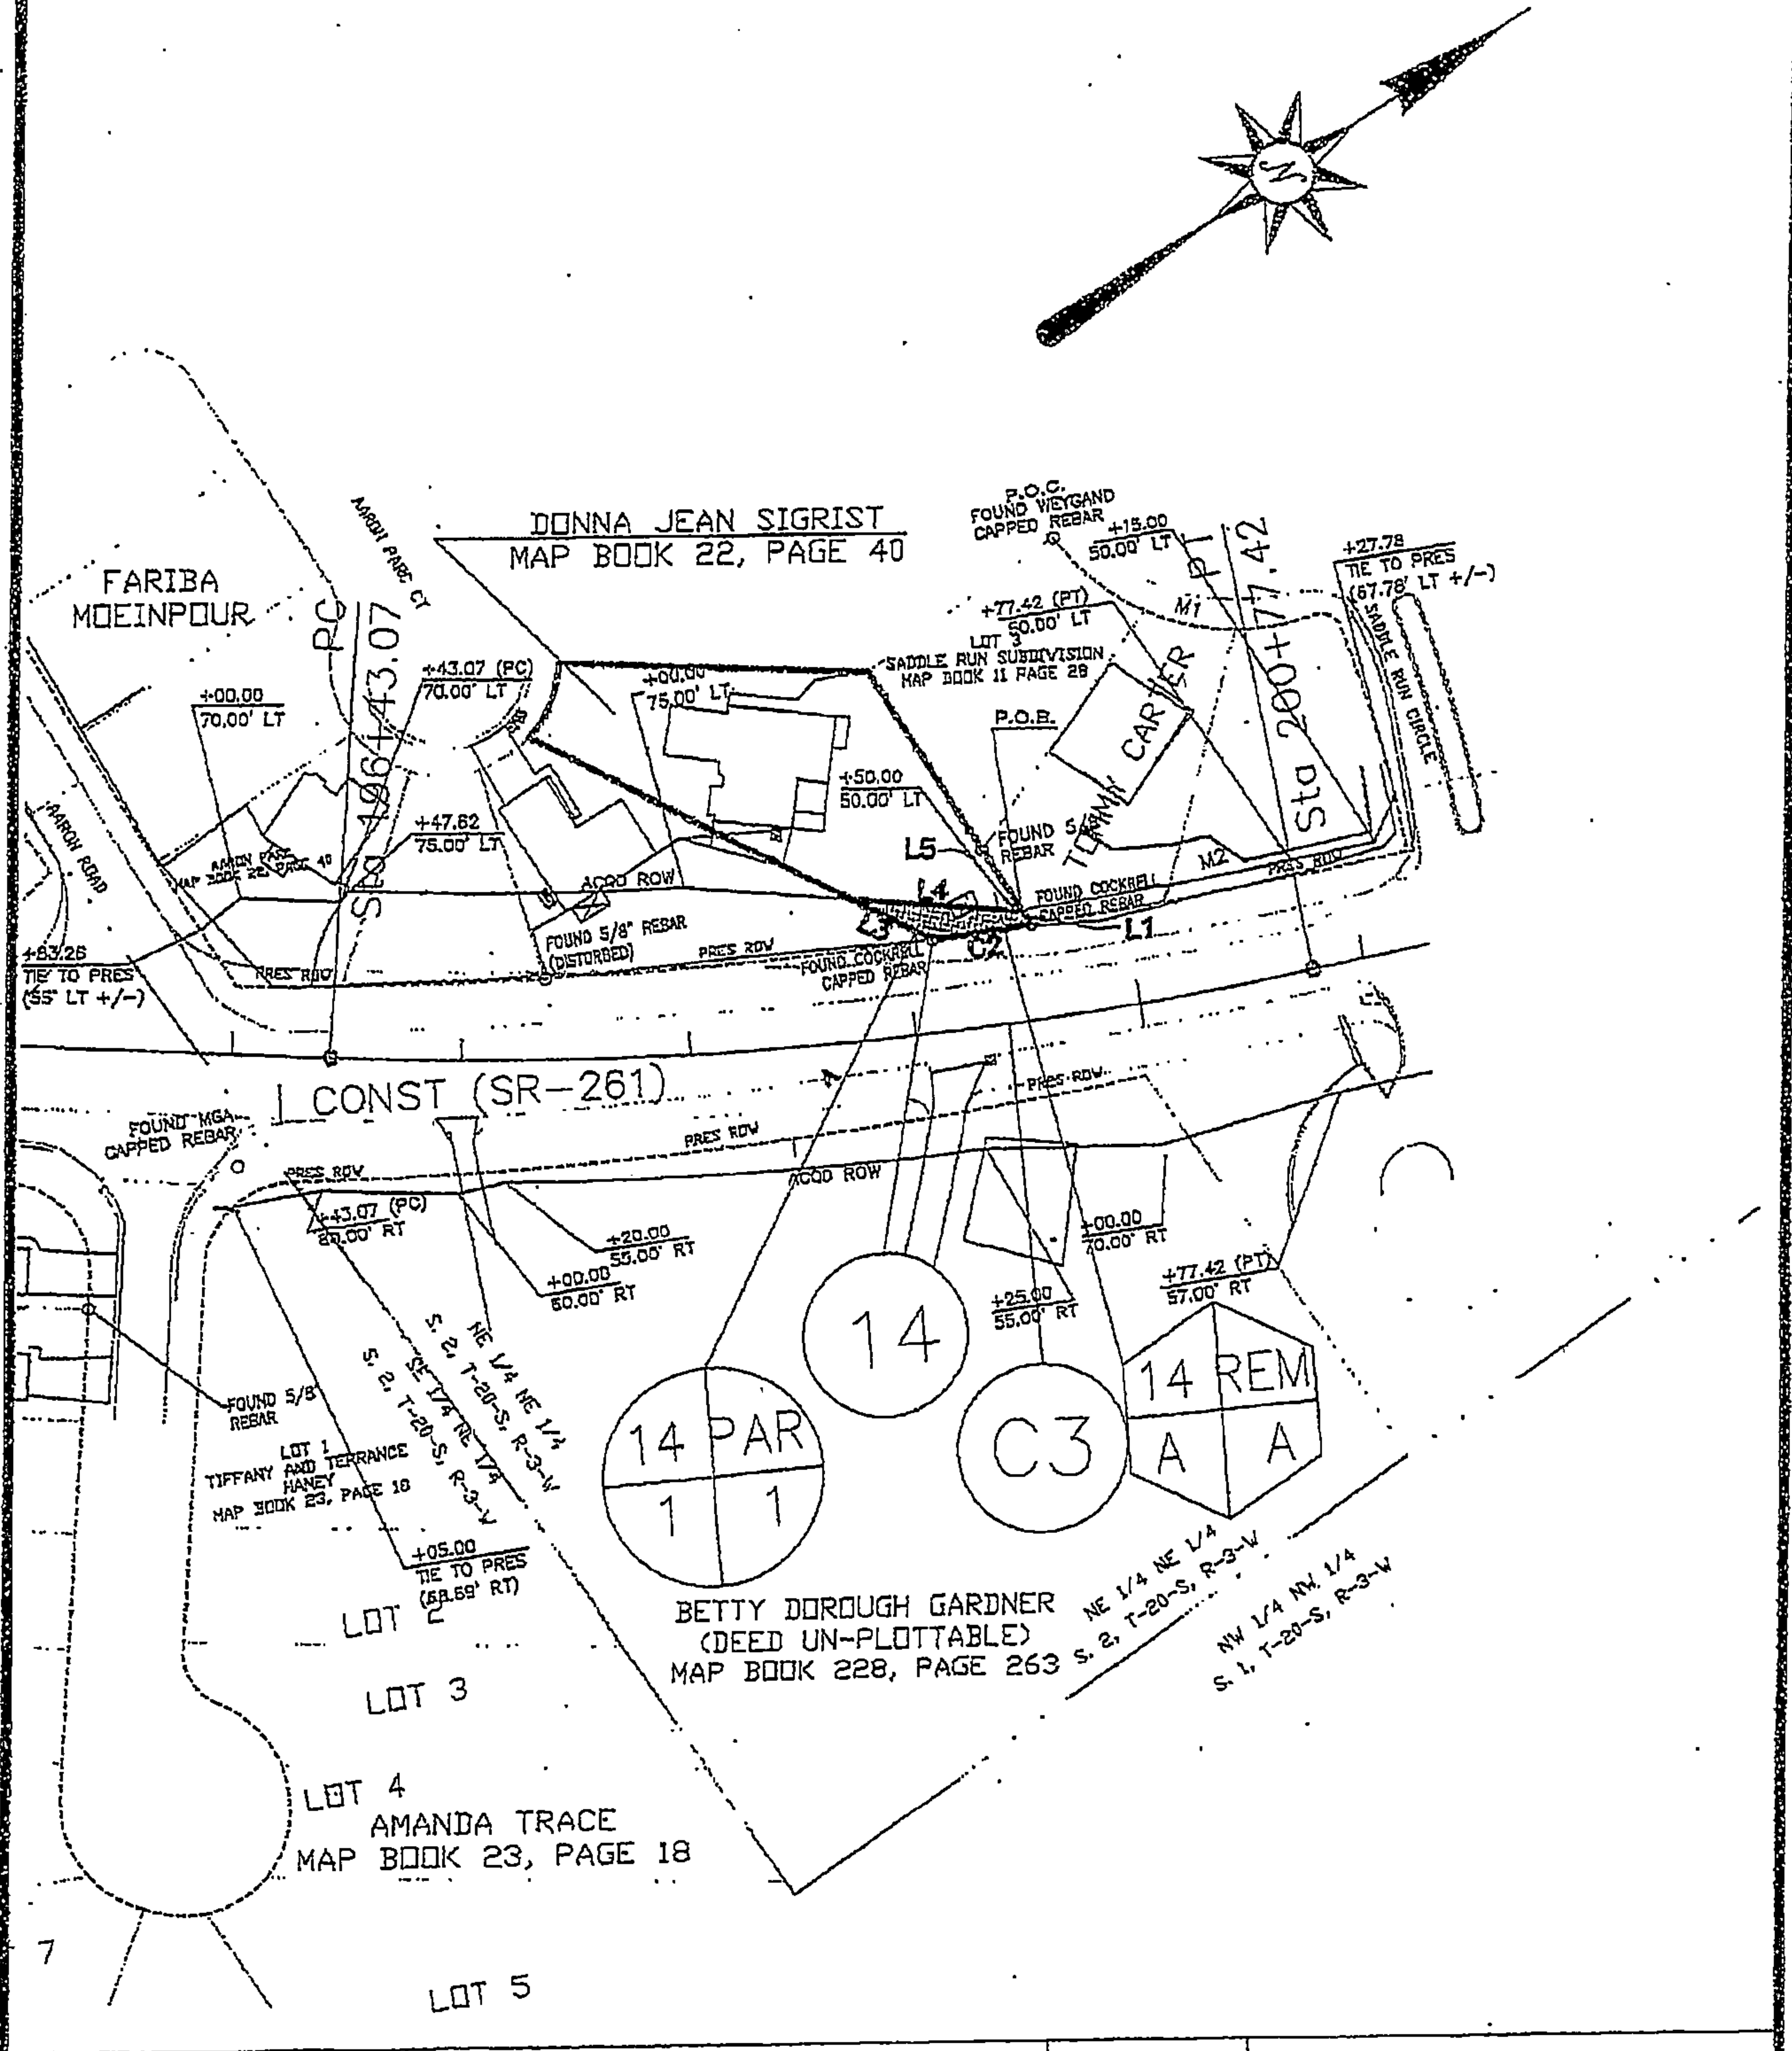 N
P.O.C.
FOUND WEYGAND
CAPPED REBAR
+15.00
50.00' LT
PT
Sta 200+77.42
+27.78
TIE TO PRES
(67.78' LT +/-)
SADDLE RUN CIRCLE
AARON PARC CT
DONNA JEAN SIGRIST
MAP BOOK 22, PAGE 40
FARIBA
MOEINPOUR
PC
Sta 196+43.07
+77.42 (PT)
50.00' LT
M1
LOT 3
SADDLE RUN SUBDIVISION
MAP BOOK 11 PAGE 28
+00.00
70.00' LT
+43.07 (PC)
70.00' LT
+00.00
75.00' LT
P.O.B.
TOMMY CARTER
+50.00
50.00' LT
+47.62
75.00' LT
AARON ROAD
AARON PARC
MAP BOOK 22, PAGE 40
L5
FOUND 5/8"
REBAR
M2
PRES ROW
ACQD ROW
L4
FOUND COCKRELL
CAPPED REBAR
L1
L3
C2
FOUND 5/8" REBAR
(DISTORBED)
PRES ROW
FOUND COCKRELL
CAPPED REBAR
+83.26
TIE TO PRES
(55' LT +/-)
PRES ROW
CONST (SR-261)
PRES ROW
FOUND MGA
CAPPED REBAR
PRES ROW
PRES ROW
ACQD ROW
+43.07 (PC)
+20.00
55.00' RT
+00.00
60.00' RT
+00.00
70.00' RT
+25.00
55.00' RT
+77.42 (PT)
57.00' RT
NE 1/4 NE 1/4
S. 2, T-20-S, R-3-W
SE 1/4 NE 1/4
S. 2, T-20-S, R-3-W
14
14 PAR
1 1
C3
14 REM
A A
FOUND 5/8"
REBAR
LOT 1
TIFFANY AND TERRANCE
HANEY
MAP BOOK 23, PAGE 18
+05.00
TIE TO PRES
(68.69' RT)
LOT 2
BETTY DOROUGH GARDNER
(DEED UN-PLOTTABLE)
MAP BOOK 228, PAGE 263
NE 1/4 NE 1/4
S. 2, T-20-S, R-3-W
NW 1/4 NW 1/4
S. 1, T-20-S, R-3-W
LOT 3
LOT 4
AMANDA TRACE
MAP BOOK 23, PAGE 18
7
LOT 5